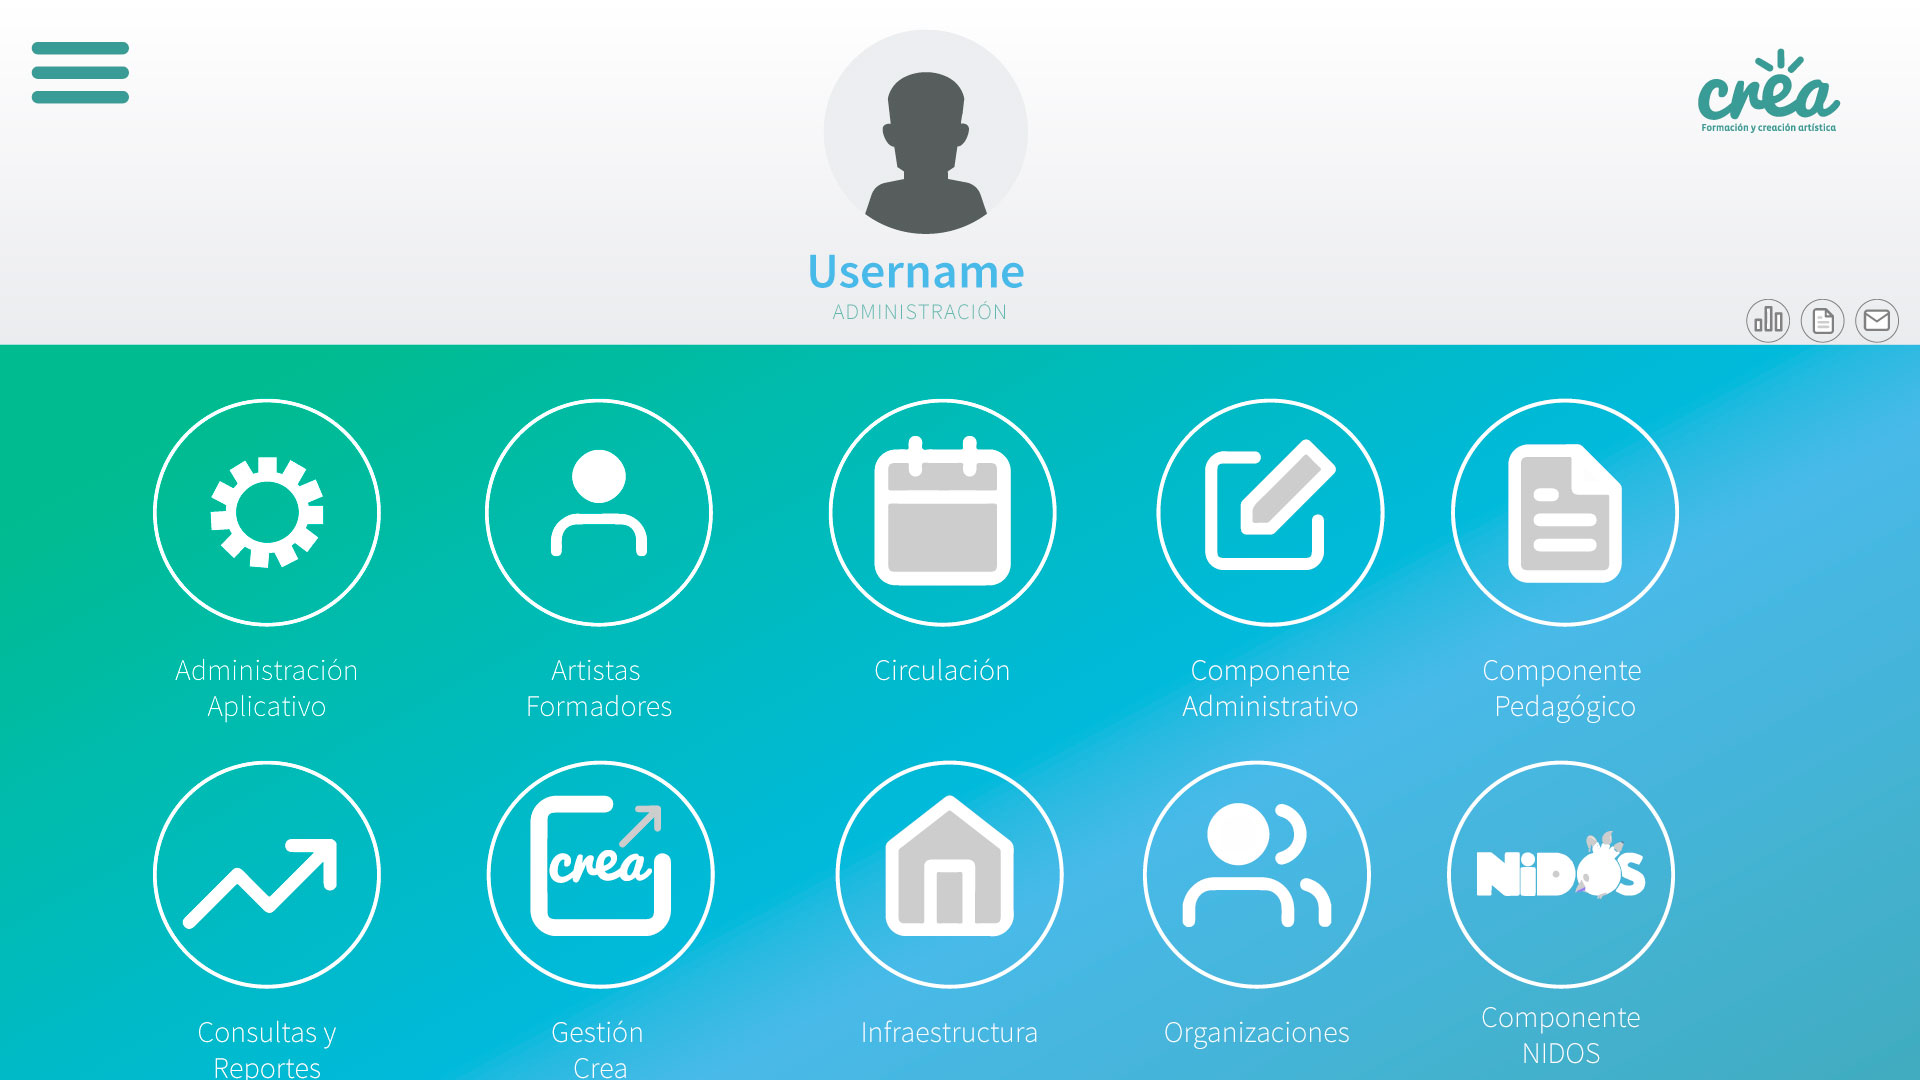 crea
Formación y creación artística
Username
ADMINISTRACIÓN
Administración
Aplicativo
Artistas
Formadores
Circulación
Componente
Administrativo
Componente
Pedagógico
crea
NiDOS
Consultas y
Reportes
Gestión
Crea
Infraestructura
Organizaciones
Componente
NIDOS